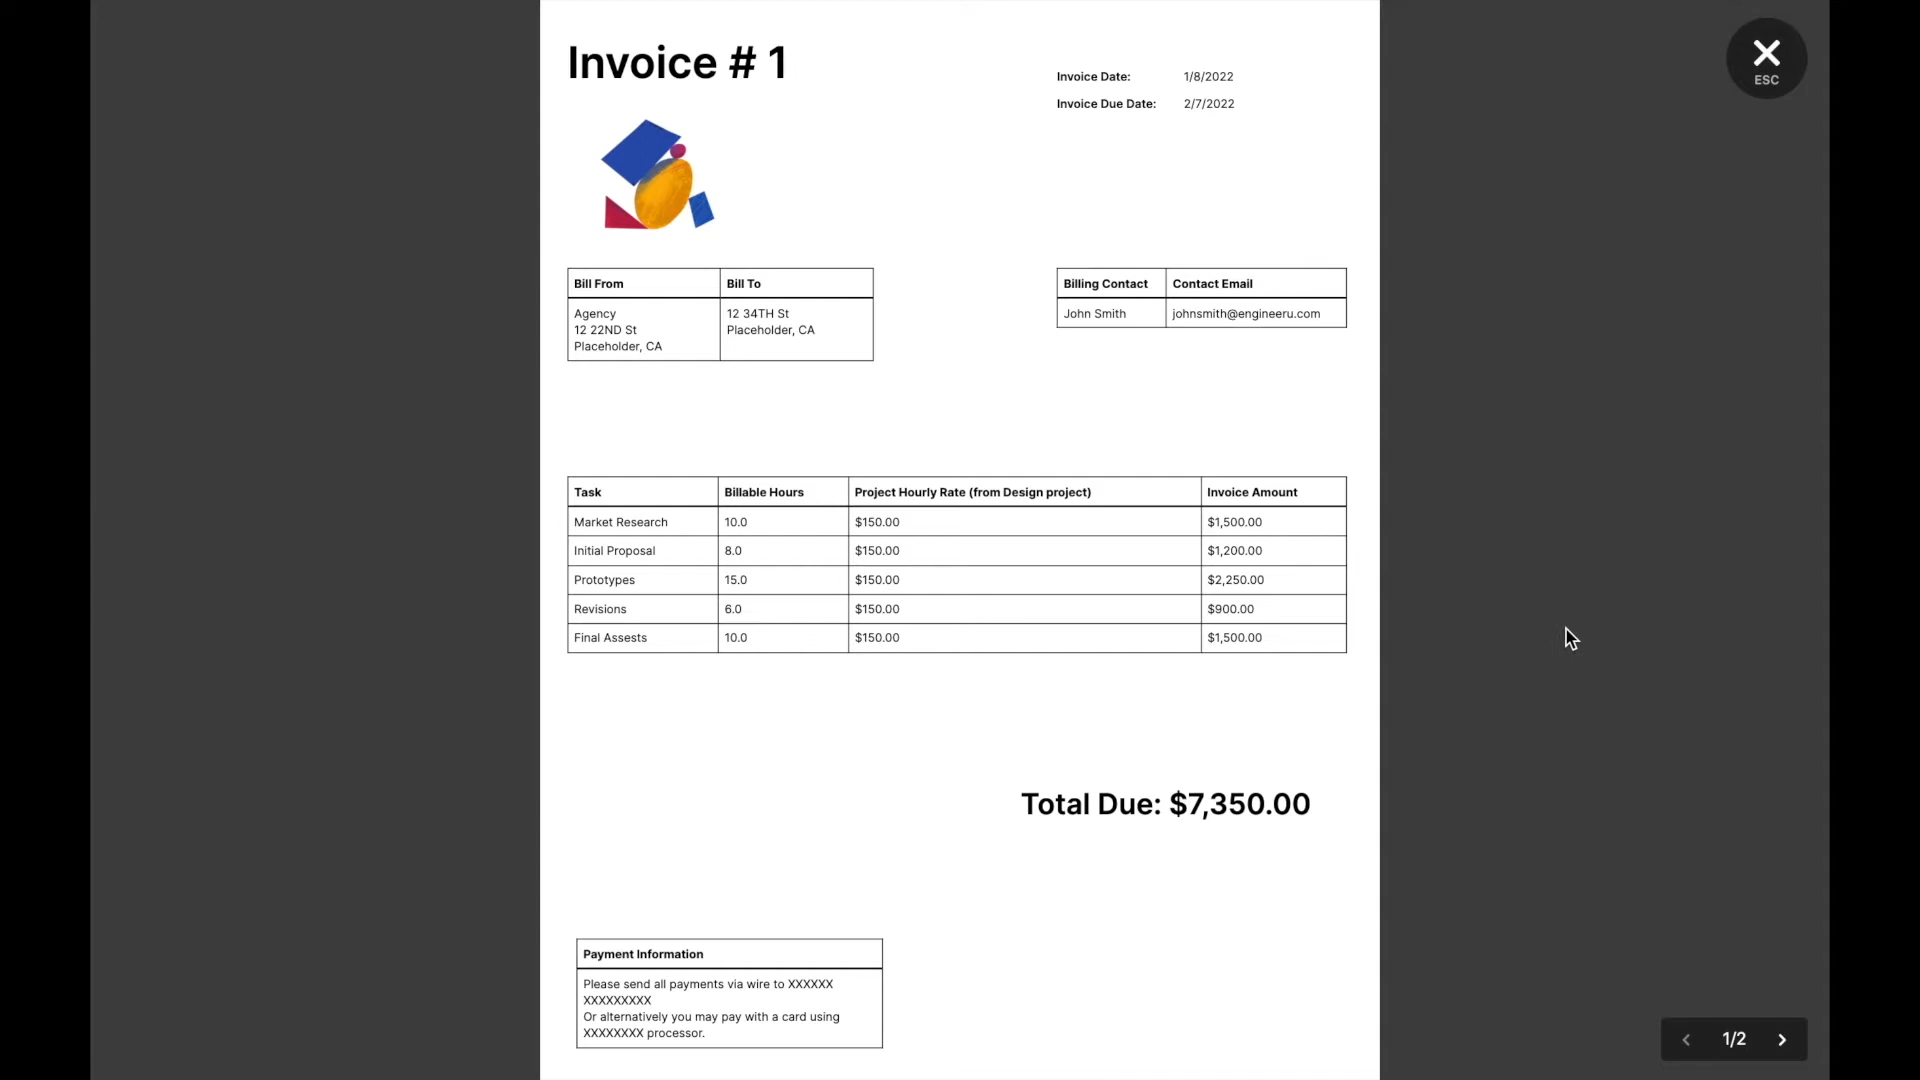 Invoice # 1
Invoice Date: 1/8/2022
Invoice Due Date: 2/7/2022
ESC
Bill From Bill To
Agency 12 34TH St
12 22ND St Placeholder, CA
Placeholder, CA
Billing Contact Contact Email
John Smith johnsmith@engineeru.com
Task Billable Hours Project Hourly Rate (from Design project) Invoice Amount
Market Research 10.0 $150.00 $1,500.00
Initial Proposal 8.0 $150.00 $1,200.00
Prototypes 15.0 $150.00 $2,250.00
Revisions 6.0 $150.00 $900.00
Final Assests 10.0 $150.00 $1,500.00
Total Due: $7,350.00
Payment Information
Please send all payments via wire to XXXXXX
XXXXXXXXX
Or alternatively you may pay with a card using
XXXXXXXX processor.
1/2